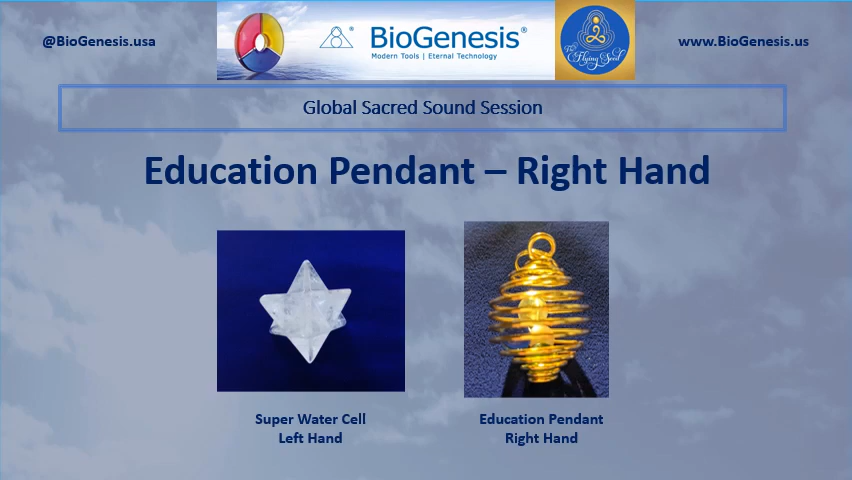 @BioGenesis.usa
® BioGenesis®
Modern Tools | Eternal Technology
The Flying Seed
www.BioGenesis.us
Global Sacred Sound Session
Education Pendant – Right Hand
Super Water Cell
Left Hand
Education Pendant
Right Hand